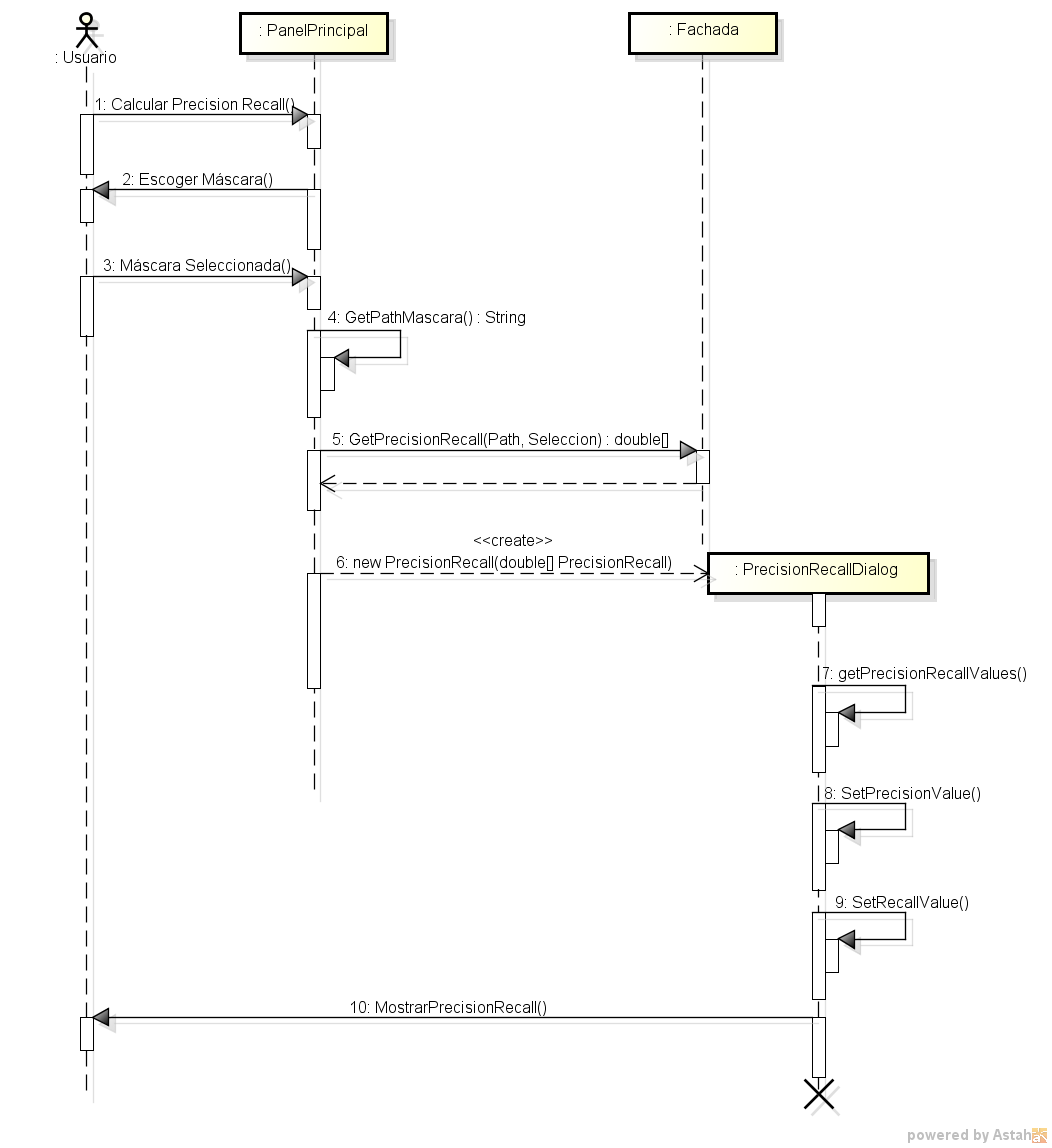 : Usuario
: PanelPrincipal
: Fachada
1: Calcular Precision Recall()
2: Escoger Máscara()
3: Máscara Seleccionada()
4: GetPathMascara() : String
5: GetPrecisionRecall(Path, Seleccion) : double[]
<<create>>
6: new PrecisionRecall(double[] PrecisionRecall)
: PrecisionRecallDialog
7: getPrecisionRecallValues()
8: SetPrecisionValue()
9: SetRecallValue()
10: MostrarPrecisionRecall()
powered by Astah